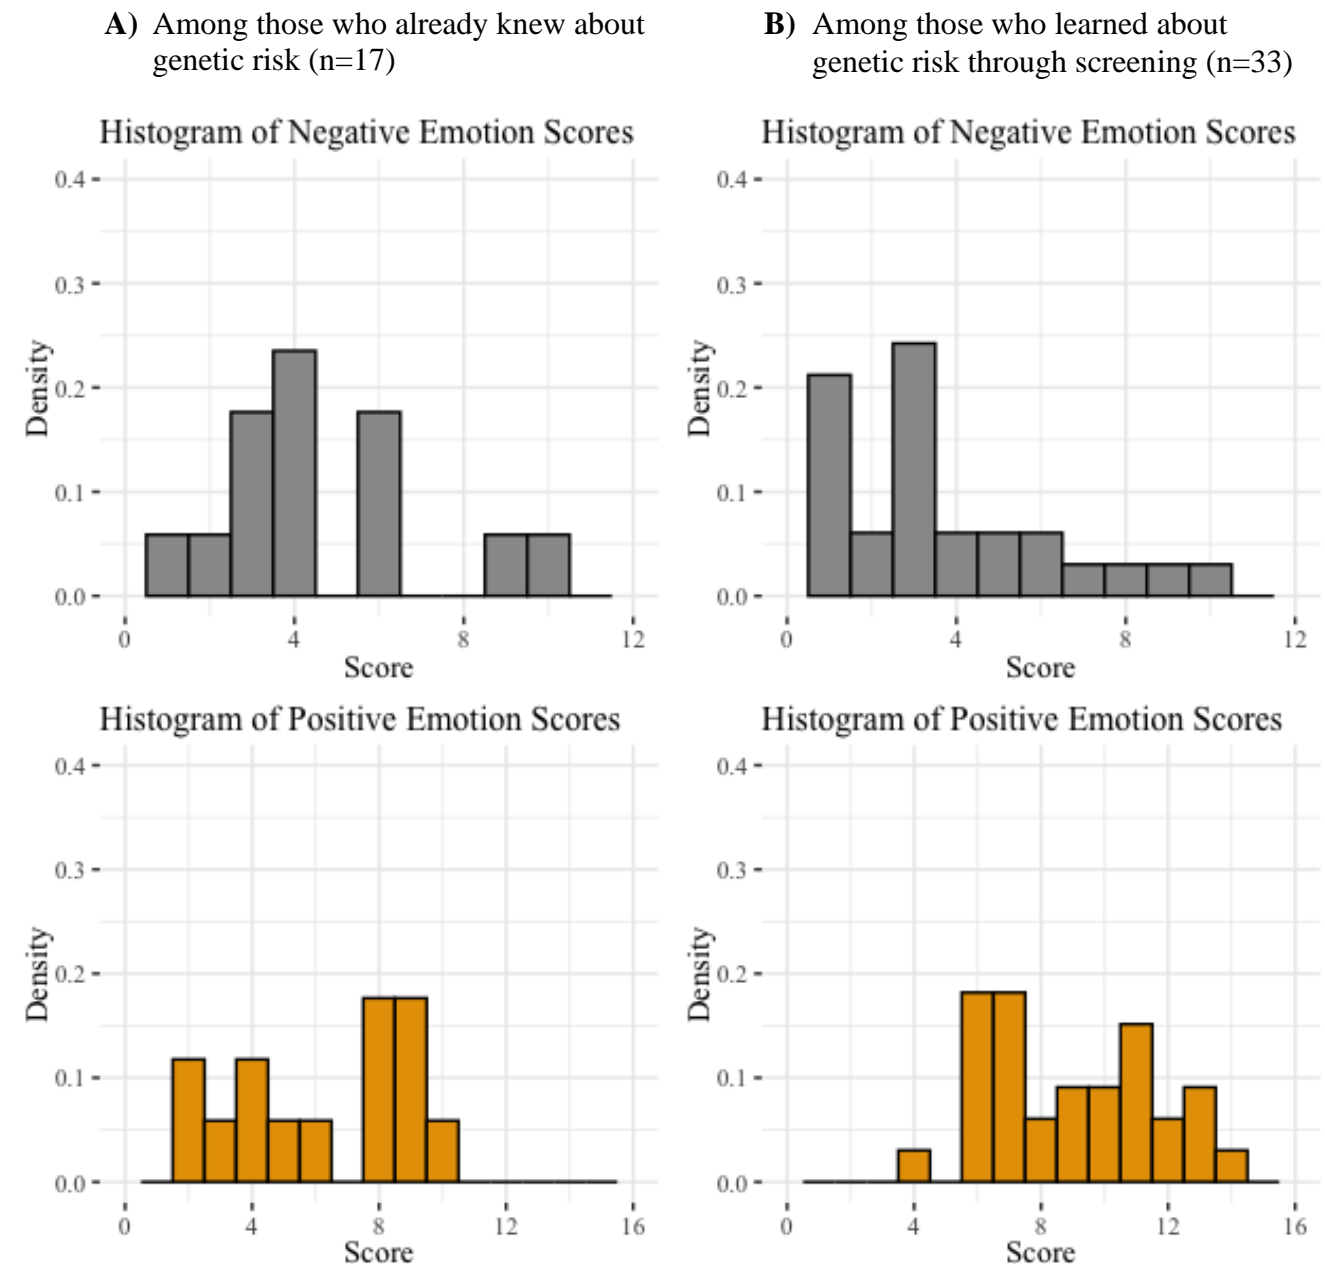 A) Among those who already knew about
genetic risk (n=17)
B) Among those who learned about
genetic risk through screening (n=33)
Histogram of Negative Emotion Scores
0.4
0.3
0.2
0.1
0.0
Density
0
4
8
12
Score
Histogram of Negative Emotion Scores
0.4
0.3
0.2
0.1
0.0
Density
0
4
8
12
Score
Histogram of Positive Emotion Scores
0.4
0.3
0.2
0.1
0.0
Density
0
4
8
12
16
Score
Histogram of Positive Emotion Scores
0.4
0.3
0.2
0.1
0.0
Density
0
4
8
12
16
Score